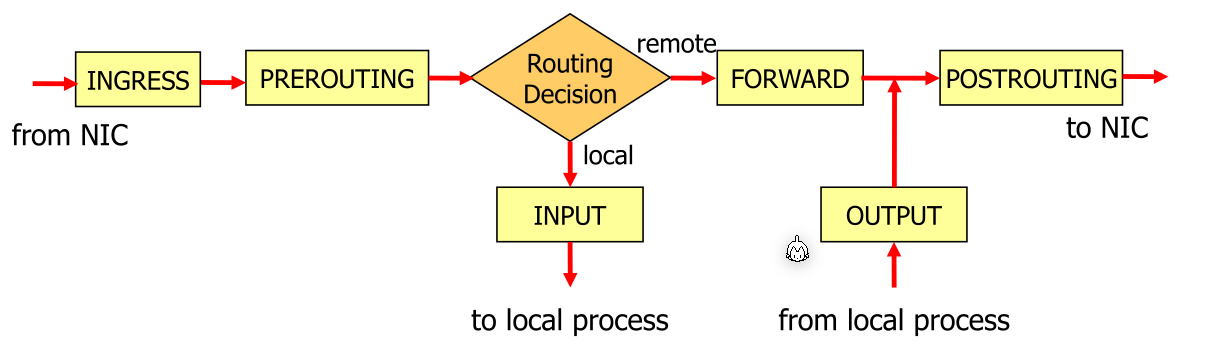 remote
Routing
Decision
INGRESS
PREROUTING
FORWARD
POSTROUTING
from NIC
to NIC
local
INPUT
OUTPUT
to local process
from local process